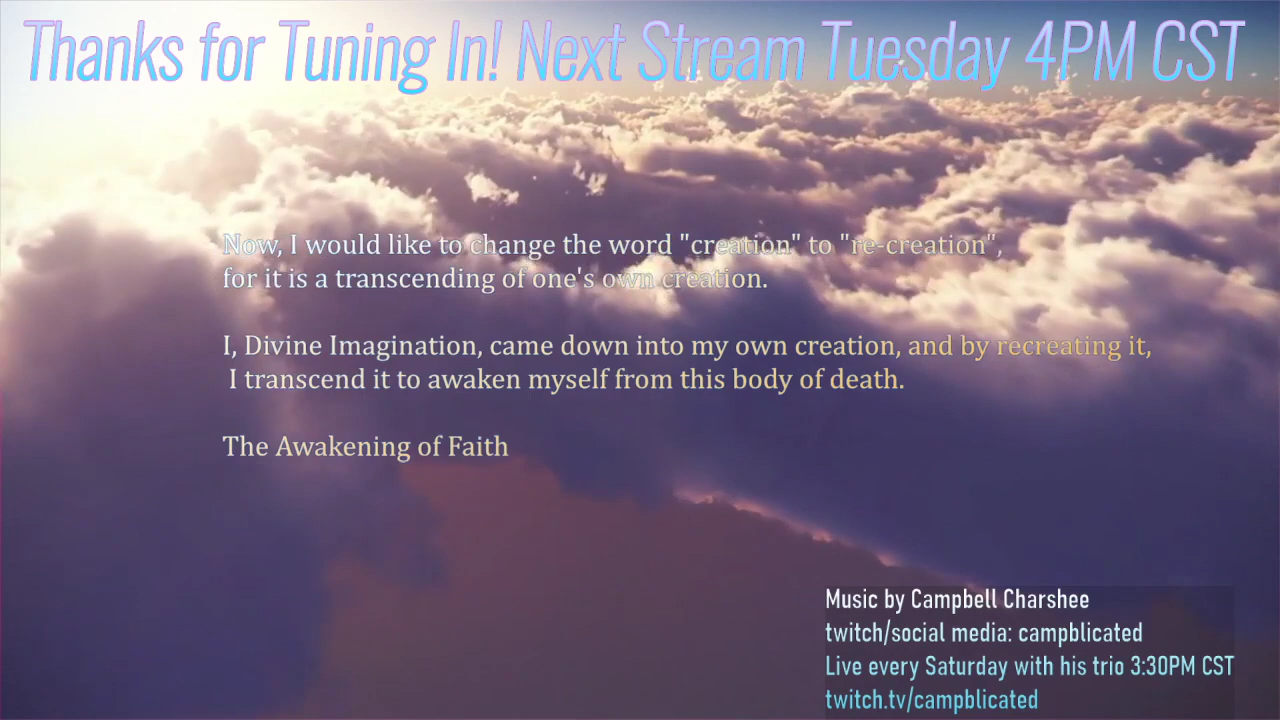 Thanks for Tuning In! Next Stream Tuesday 4PM CST
Now, I would like to change the word "creation" to "re-creation",
for it is a transcending of one's own creation.
I, Divine Imagination, came down into my own creation, and by recreating it,
I transcend it to awaken myself from this body of death.
The Awakening of Faith
Music by Campbell Charshee
twitch/social media: campblicated
Live every Saturday with his trio 3:30PM CST
twitch.tv/campblicated